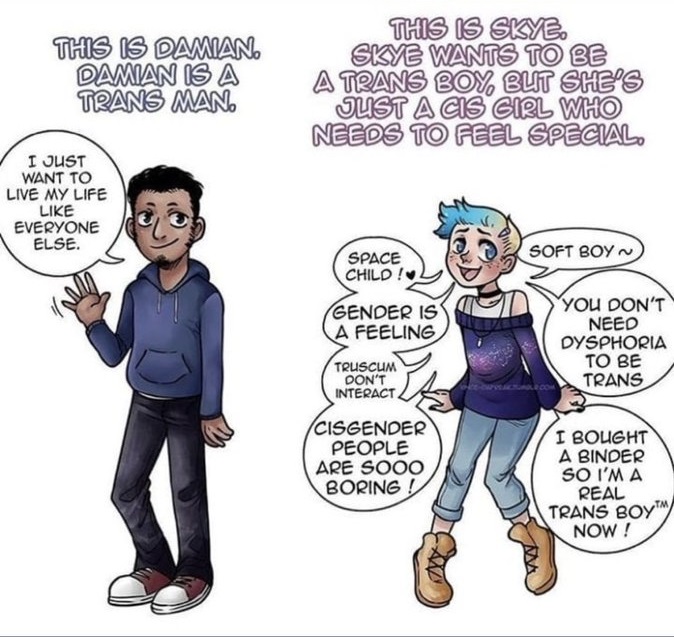 THIS IS DAMIAN.
DAMIAN IS A
TRANS MAN.
I JUST
WANT TO
LIVE MY LIFE
LIKE
EVERYONE
ELSE.
THIS IS SKYE.
SKYE WANTS TO BE
A TRANS BOY, BUT SHE'S
JUST A CIS GIRL WHO
NEEDS TO FEEL SPECIAL.
SPACE
CHILD ! ♥
GENDER IS
A FEELING
TRUSCUM
DON'T
INTERACT
CISGENDER
PEOPLE
ARE SOOO
BORING !
SOFT BOY ~
YOU DON'T
NEED
DYSPHORIA
TO BE
TRANS
I BOUGHT
A BINDER
SO I'M A
REAL
TRANS BOY™
NOW !